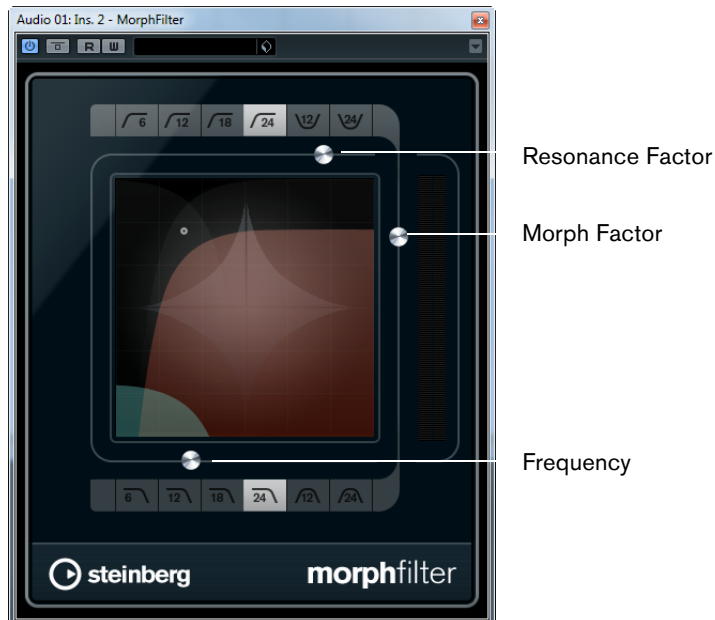 Audio 01: Ins. 2 - MorphFilter
R W
6 12 18 24 12 24
Resonance Factor
Morph Factor
Frequency
6 12 18 24 12 24
steinberg morphfilter